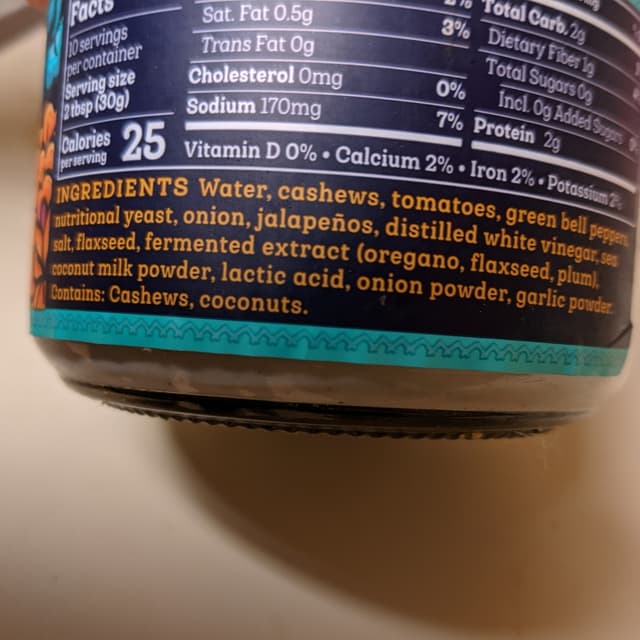 Facts
10 servings
per container
Serving size
2 tbsp (30g)
Calories
per serving
25
Sat. Fat 0.5g 3%
Trans Fat 0g
Cholesterol 0mg 0%
Sodium 170mg 7%
Total Carb. 2g
Dietary Fiber 1g
Total Sugars 0g
Incl. 0g Added Sugars
Protein 2g
Vitamin D 0% • Calcium 2% • Iron 2% • Potassium 2%
INGREDIENTS Water, cashews, tomatoes, green bell peppers,
nutritional yeast, onion, jalapeños, distilled white vinegar, sea
salt, flaxseed, fermented extract (oregano, flaxseed, plum),
coconut milk powder, lactic acid, onion powder, garlic powder.
Contains: Cashews, coconuts.